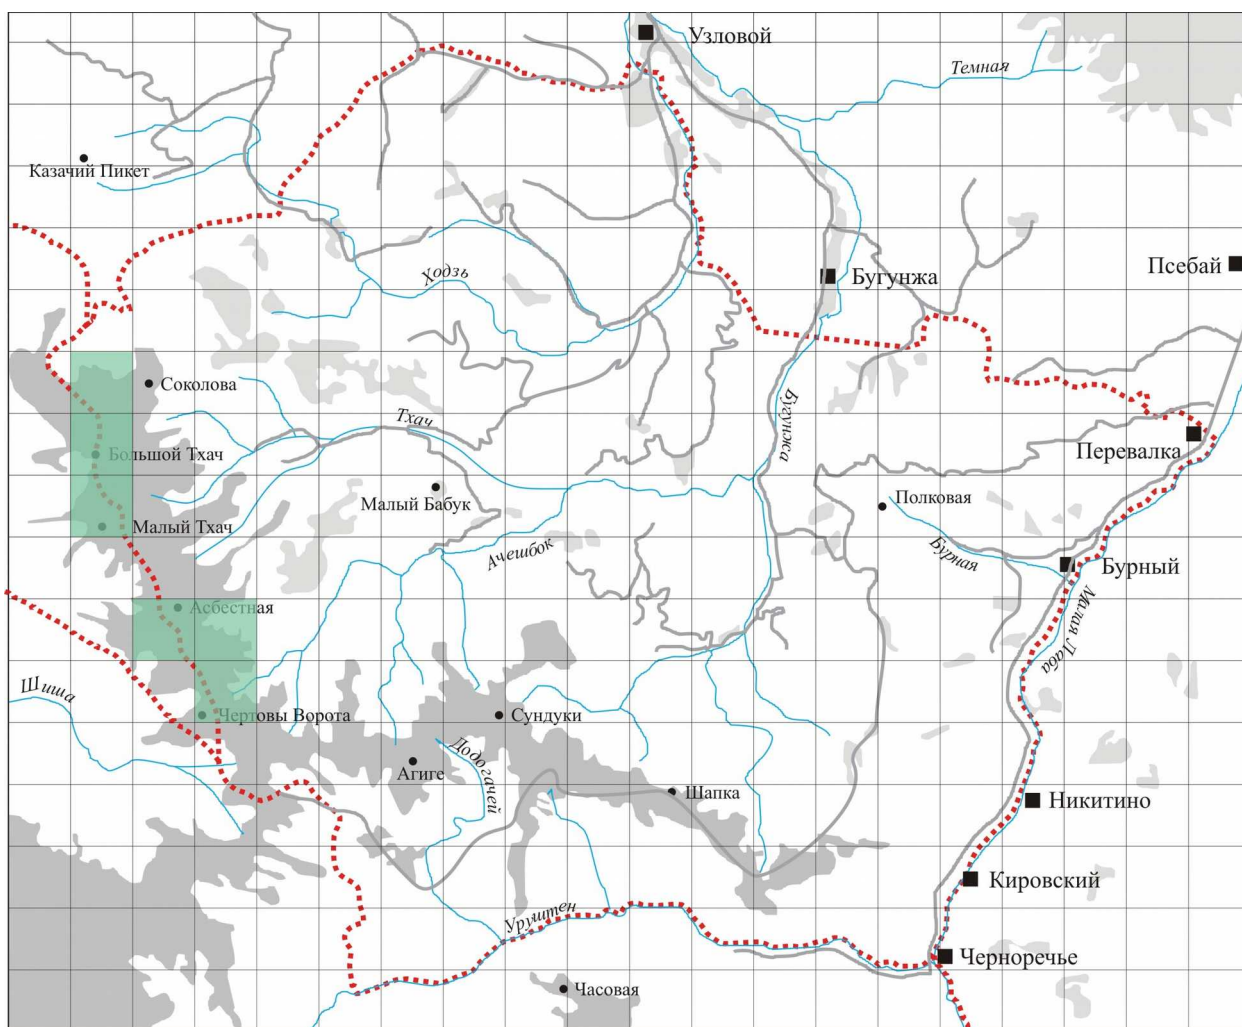 Узловой
Темная
Казачий Пикет
Ходзь
Псебай
Бугунжа
Соколова
Тхач
Бугунжа
Большой Тхач
Перевалка
Малый Бабук
Полковая
Малый Тхач
Ачешбок
Бурная
Бурный
Асбестная
Малая Лаба
Шиша
Чертовы Ворота
Сундуки
Додогачей
Агиге
Шапка
Никитино
Кировский
Уруштен
Черноречье
Часовая